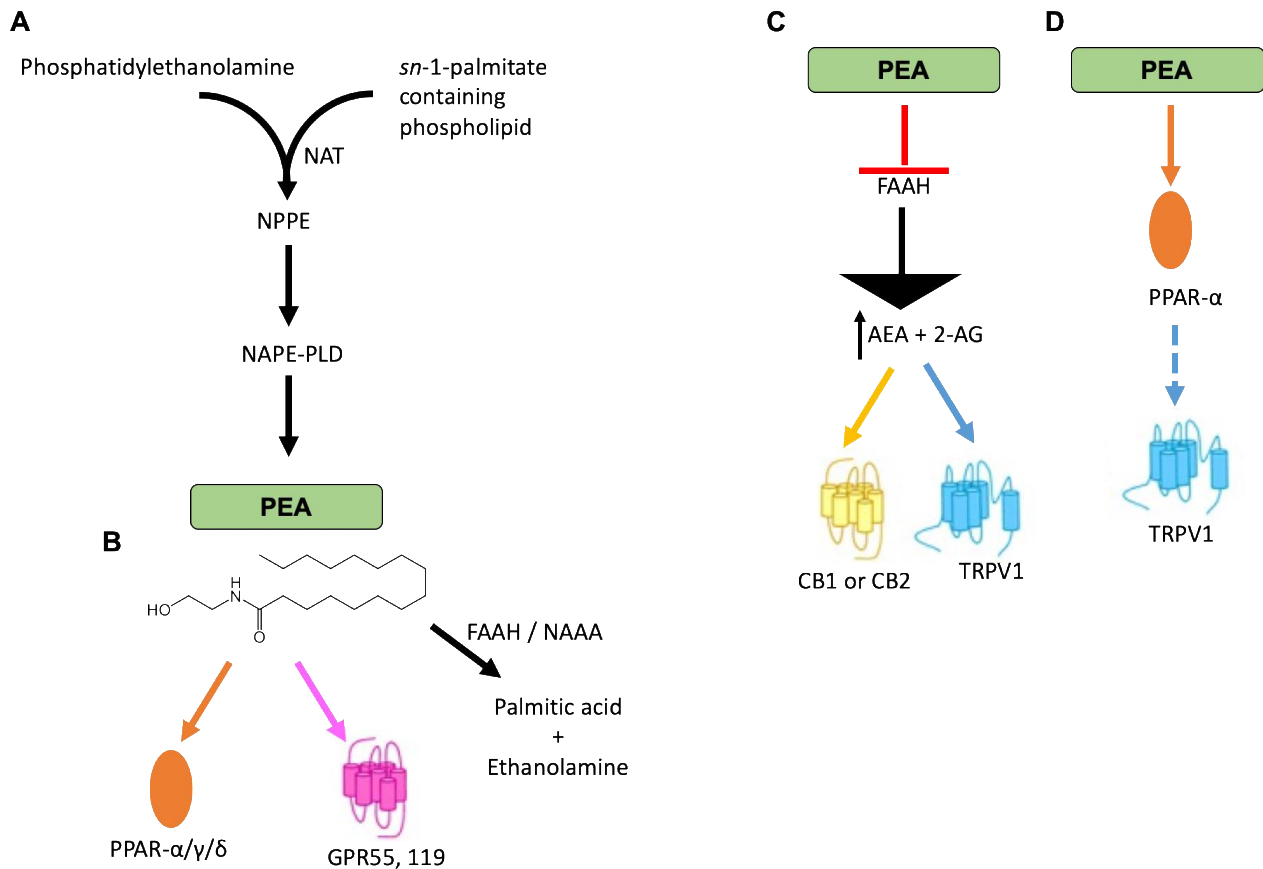 A
Phosphatidylethanolamine
sn-1-palmitate
containing
phospholipid
NAT
NPPE
NAPE-PLD
PEA
B
HO
H
N
O
FAAH / NAAA
Palmitic acid
+
Ethanolamine
PPAR-α/γ/δ
GPR55, 119
C
PEA
FAAH
AEA + 2-AG
CB1 or CB2
TRPV1
D
PEA
PPAR-α
TRPV1